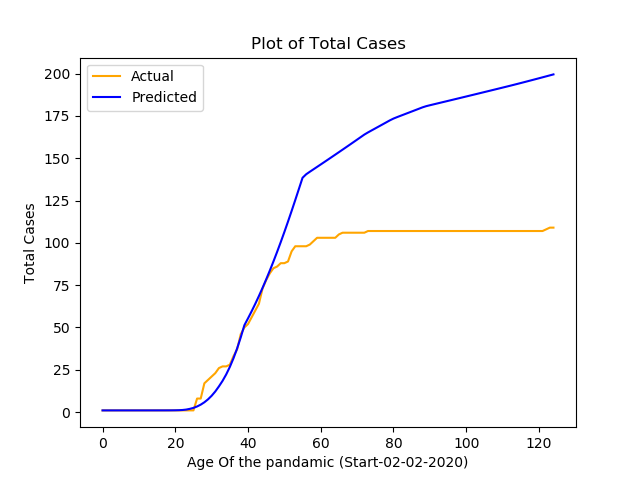 Plot of Total Cases
Actual
Predicted
200
175
150
125
100
75
50
25
0
Total Cases
0 20 40 60 80 100 120
Age Of the pandamic (Start-02-02-2020)